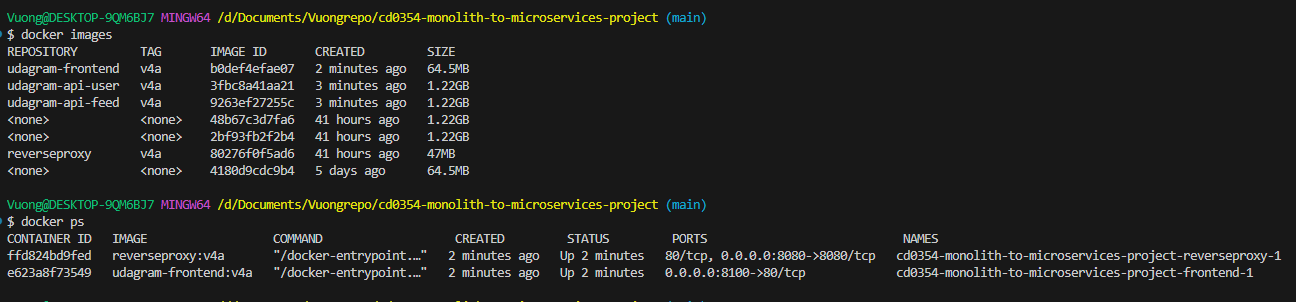 Vuong@DESKTOP-9QM6BJ7 MINGW64 /d/Documents/Vuongrepo/cd0354-monolith-to-microservices-project (main)
$ docker images
REPOSITORY TAG IMAGE ID CREATED SIZE
udagram-frontend v4a b0def4efae07 2 minutes ago 64.5MB
udagram-api-user v4a 3fbc8a41aa21 3 minutes ago 1.22GB
udagram-api-feed v4a 9263ef27255c 3 minutes ago 1.22GB
<none> <none> 48b67c3d7fa6 41 hours ago 1.22GB
<none> <none> 2bf93fb2f2b4 41 hours ago 1.22GB
reverseproxy v4a 80276f0f5ad6 41 hours ago 47MB
<none> <none> 4180d9cdc9b4 5 days ago 64.5MB
Vuong@DESKTOP-9QM6BJ7 MINGW64 /d/Documents/Vuongrepo/cd0354-monolith-to-microservices-project (main)
$ docker ps
CONTAINER ID IMAGE COMMAND CREATED STATUS PORTS NAMES
ffd824bd9fed reverseproxy:v4a "/docker-entrypoint.…" 2 minutes ago Up 2 minutes 80/tcp, 0.0.0.0:8080->8080/tcp cd0354-monolith-to-microservices-project-reverseproxy-1
e623a8f73549 udagram-frontend:v4a "/docker-entrypoint.…" 2 minutes ago Up 2 minutes 0.0.0.0:8100->80/tcp cd0354-monolith-to-microservices-project-frontend-1